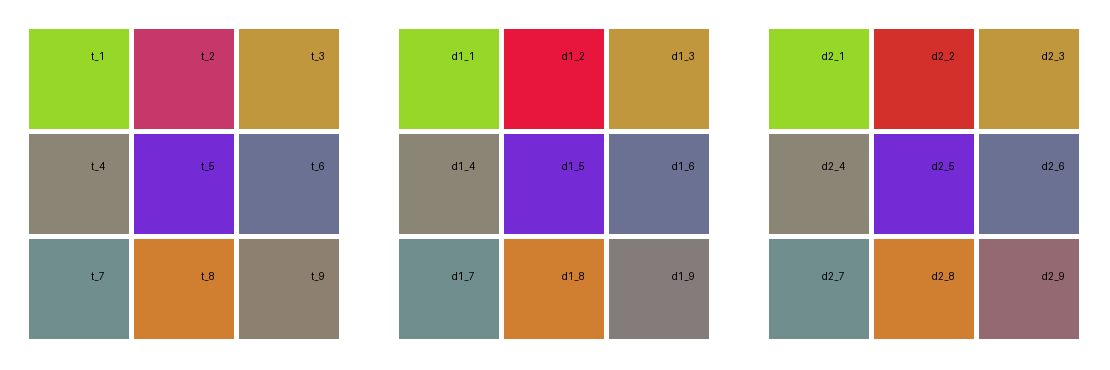 t_1 t_2 t_3 d1_1 d1_2 d1_3 d2_1 d2_2 d2_3
t_4 t_5 t_6 d1_4 d1_5 d1_6 d2_4 d2_5 d2_6
t_7 t_8 t_9 d1_7 d1_8 d1_9 d2_7 d2_8 d2_9